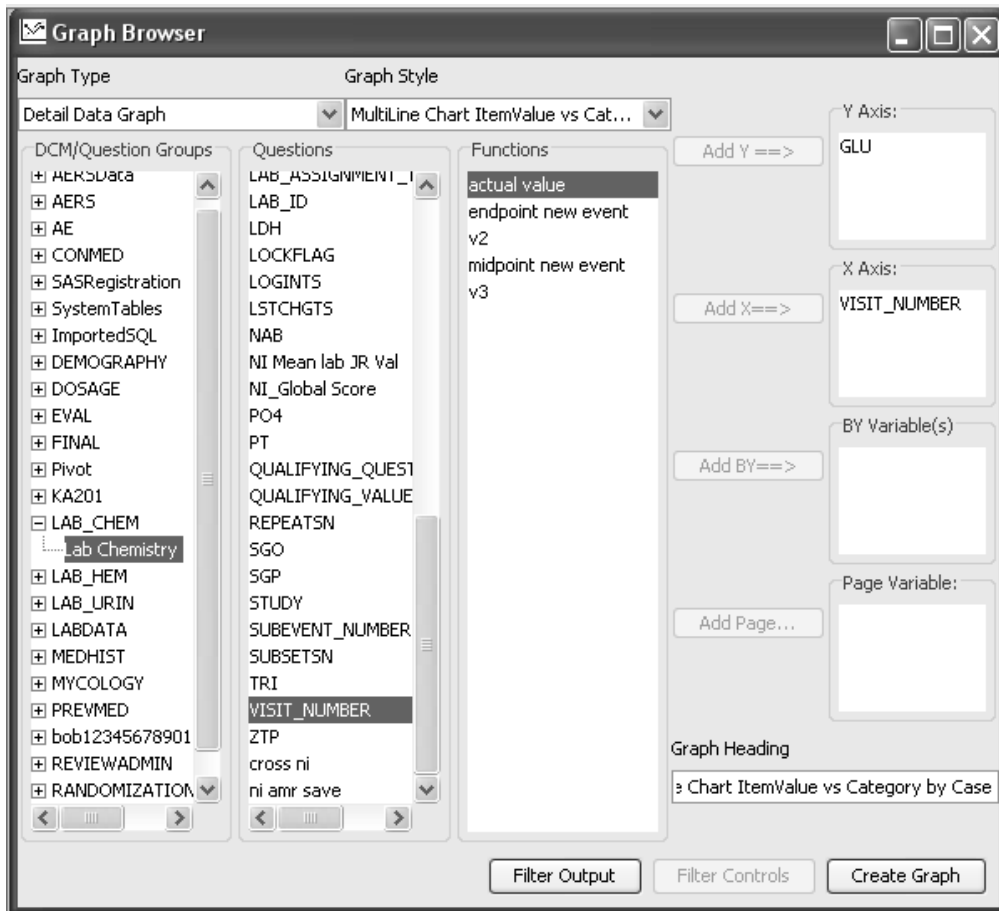 Graph Browser
Graph Type
Graph Style
Detail Data Graph
MultiLine Chart ItemValue vs Cat...
DCM/Question Groups
AERSData
AERS
AE
CONMED
SASRegistration
SystemTables
ImportedSQL
DEMOGRAPHY
DOSAGE
EVAL
FINAL
Pivot
KA201
LAB_CHEM
Lab Chemistry
LAB_HEM
LAB_URIN
LABDATA
MEDHIST
MYCOLOGY
PREVMED
bob12345678901
REVIEWADMIN
RANDOMIZATION
Questions
LAB_ASSIGNMENT_T
LAB_ID
LDH
LOCKFLAG
LOGINTS
LSTCHGTS
NAB
NI Mean lab JR Val
NI_Global Score
PO4
PT
QUALIFYING_QUEST
QUALIFYING_VALUE
REPEATSN
SGO
SGP
STUDY
SUBEVENT_NUMBER
SUBSETSN
TRI
VISIT_NUMBER
ZTP
cross ni
ni amr save
Functions
actual value
endpoint new event
v2
midpoint new event
v3
Add Y ==>
Add X==>
Add BY==>
Add Page...
Y Axis:
GLU
X Axis:
VISIT_NUMBER
BY Variable(s)
Page Variable:
Graph Heading
e Chart ItemValue vs Category by Case
Filter Output
Filter Controls
Create Graph